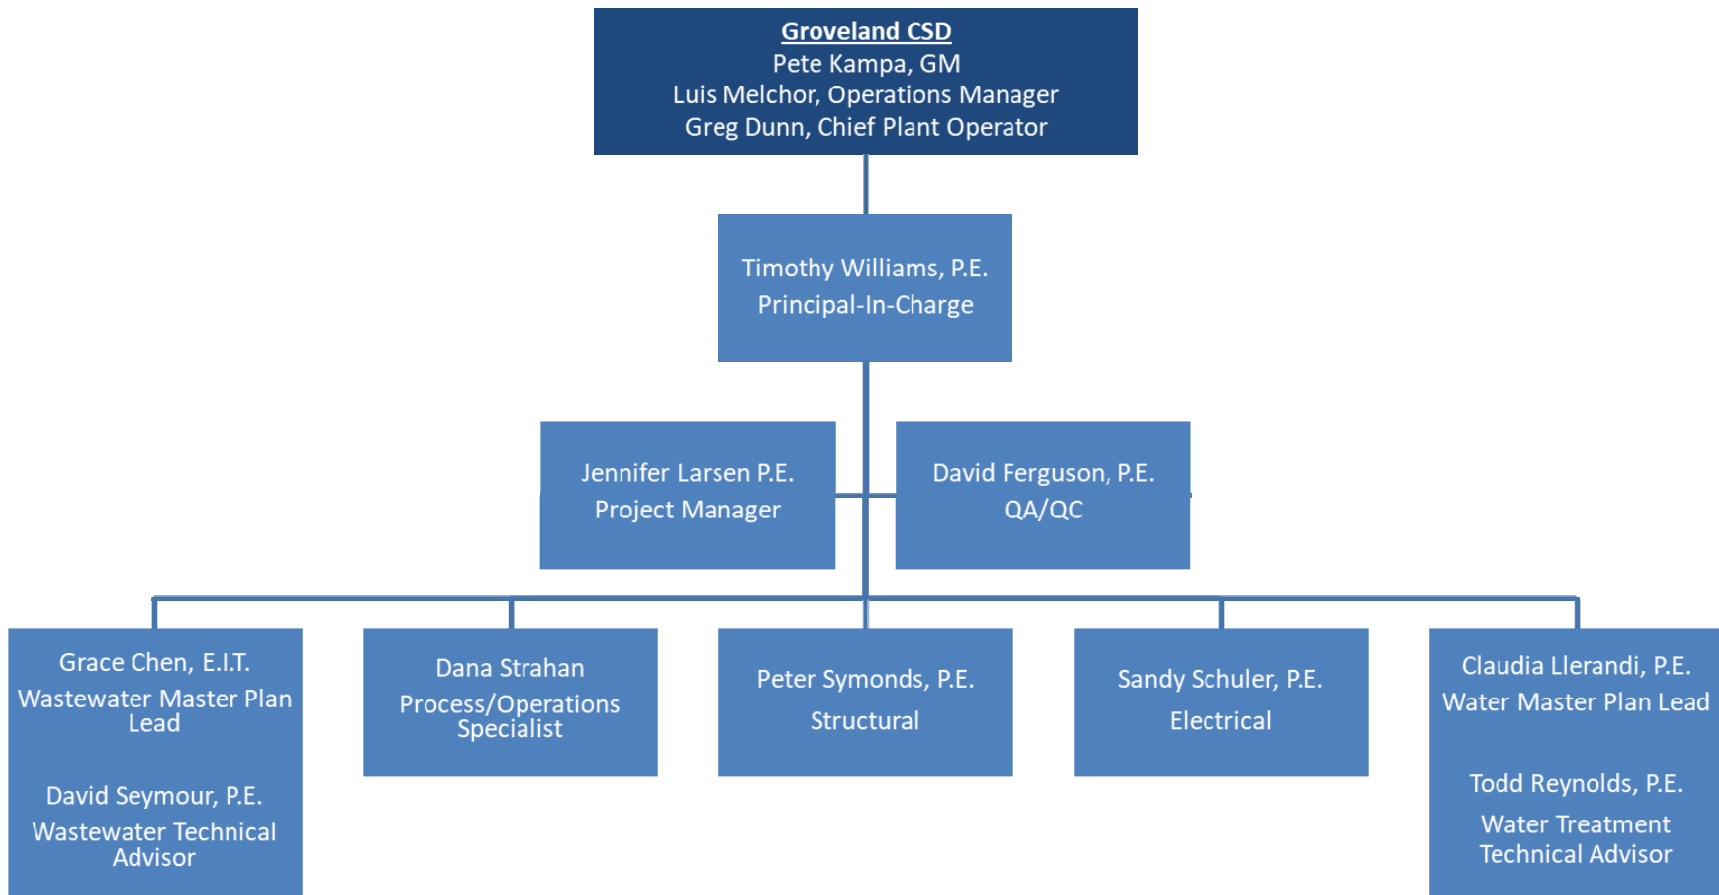 Groveland CSD
Pete Kampa, GM
Luis Melchor, Operations Manager
Greg Dunn, Chief Plant Operator
Timothy Williams, P.E.
Principal-In-Charge
Jennifer Larsen P.E.
Project Manager
David Ferguson, P.E.
QA/QC
Grace Chen, E.I.T.
Wastewater Master Plan
Lead
David Seymour, P.E.
Wastewater Technical
Advisor
Dana Strahan
Process/Operations
Specialist
Peter Symonds, P.E.
Structural
Sandy Schuler, P.E.
Electrical
Claudia Llerandi, P.E.
Water Master Plan Lead
Todd Reynolds, P.E.
Water Treatment
Technical Advisor